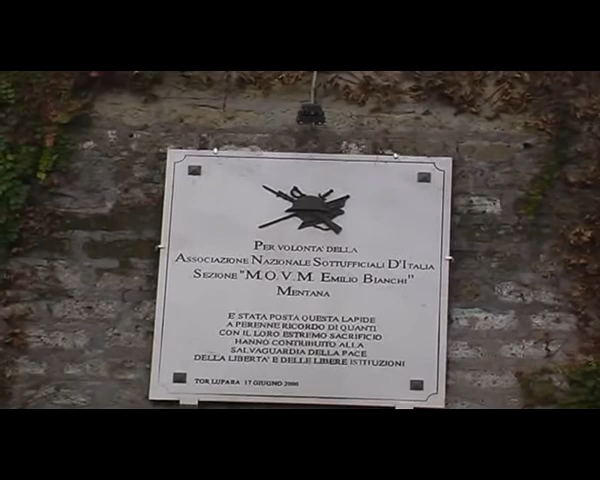 Per volontà della
Associazione Nazionale Sottufficiali D'Italia
Sezione "M.O.V.M. Emilio Bianchi"
Mentana
E' STATA POSTA QUESTA LAPIDE
A PERENNE RICORDO DI QUANTI
CON IL LORO ESTREMO SACRIFICIO
HANNO CONTRIBUITO ALLA
SALVAGUARDIA DELLA PACE
DELLA LIBERTA' E DELLE LIBERE ISTITUZIONI
TOR LUPARA 17 GIUGNO 2000